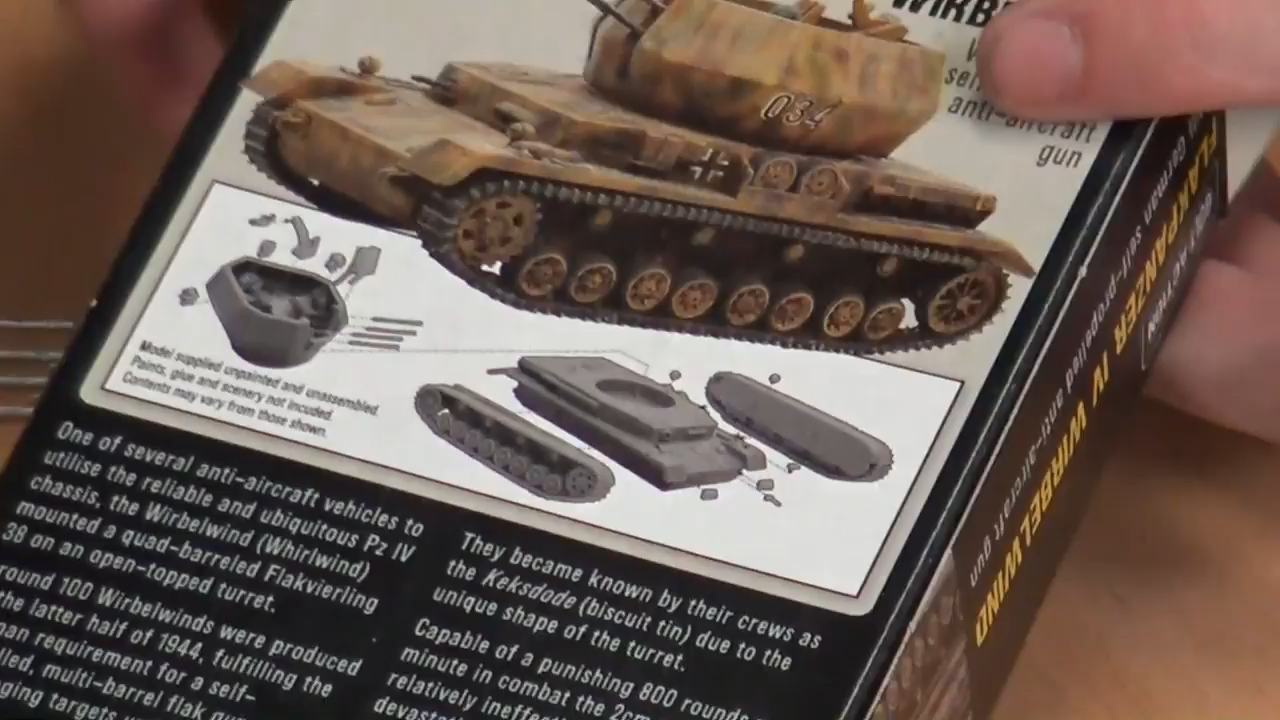 anti-aircraft
gun
034
Model supplied unpainted and unassembled.
Paints, glue and scenery not included.
Contents may vary from those shown.
One of several anti-aircraft vehicles to
utilise the reliable and ubiquitous Pz IV
chassis, the Wirbelwind (Whirlwind)
mounted a quad-barreled Flakvierling
38 on an open-topped turret.
round 100 Wirbelwinds were produced
the latter half of 1944, fulfilling the
requirement for a self-
multi-barrel flak
targets
They became known by their crews as
the Keksdode (biscuit tin) due to the
unique shape of the turret.
Capable of a punishing 800 rounds
minute in combat the 2cm
relatively
FLAKPANZER IV WIRBELWIND
German self-propelled anti-aircraft gun